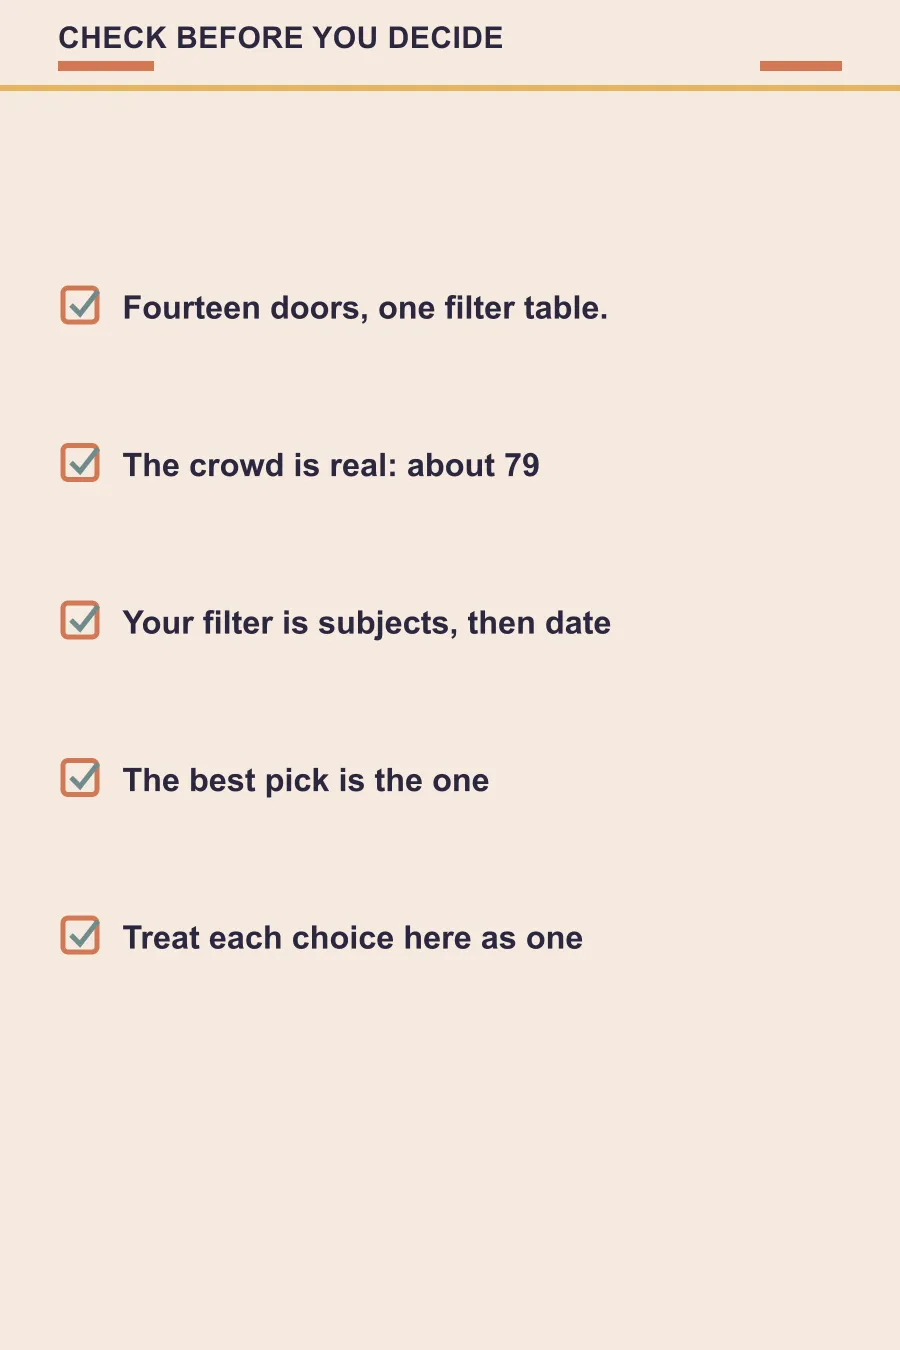 CHECK BEFORE YOU DECIDE
Fourteen doors, one filter table.
The crowd is real: about 79
Your filter is subjects, then date
The best pick is the one
Treat each choice here as one